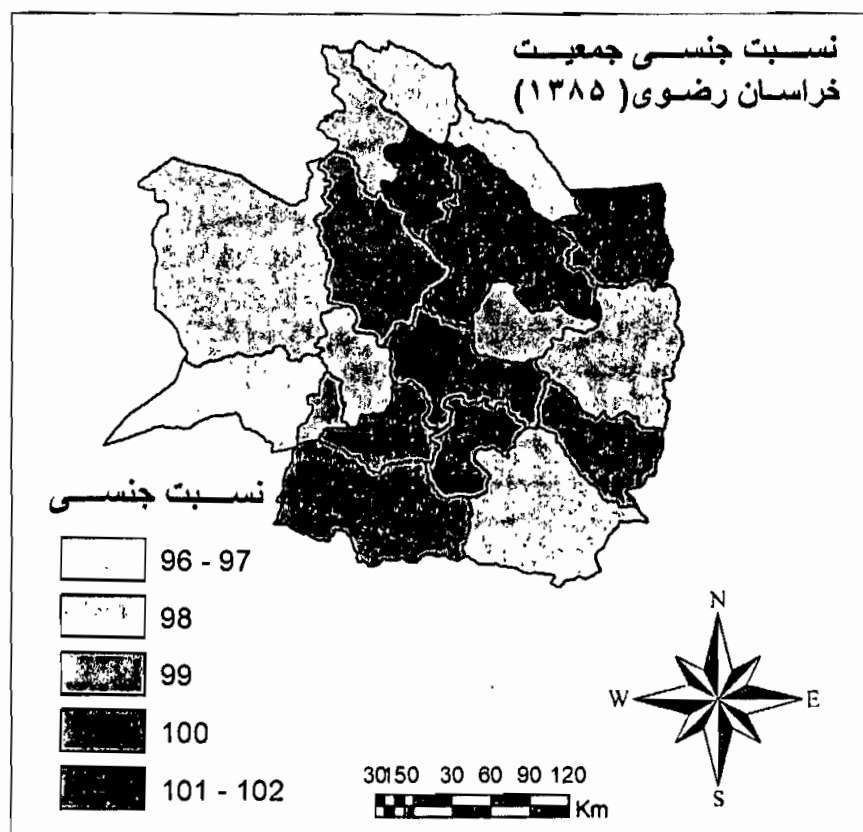 نسبت جنسی جمعیت
خراسان رضوی( ۱۳۸۵)
نسبت جنسی
96 - 97
98
99
100
101 - 102
N
W E
S
30150 30 60 90 120
Km